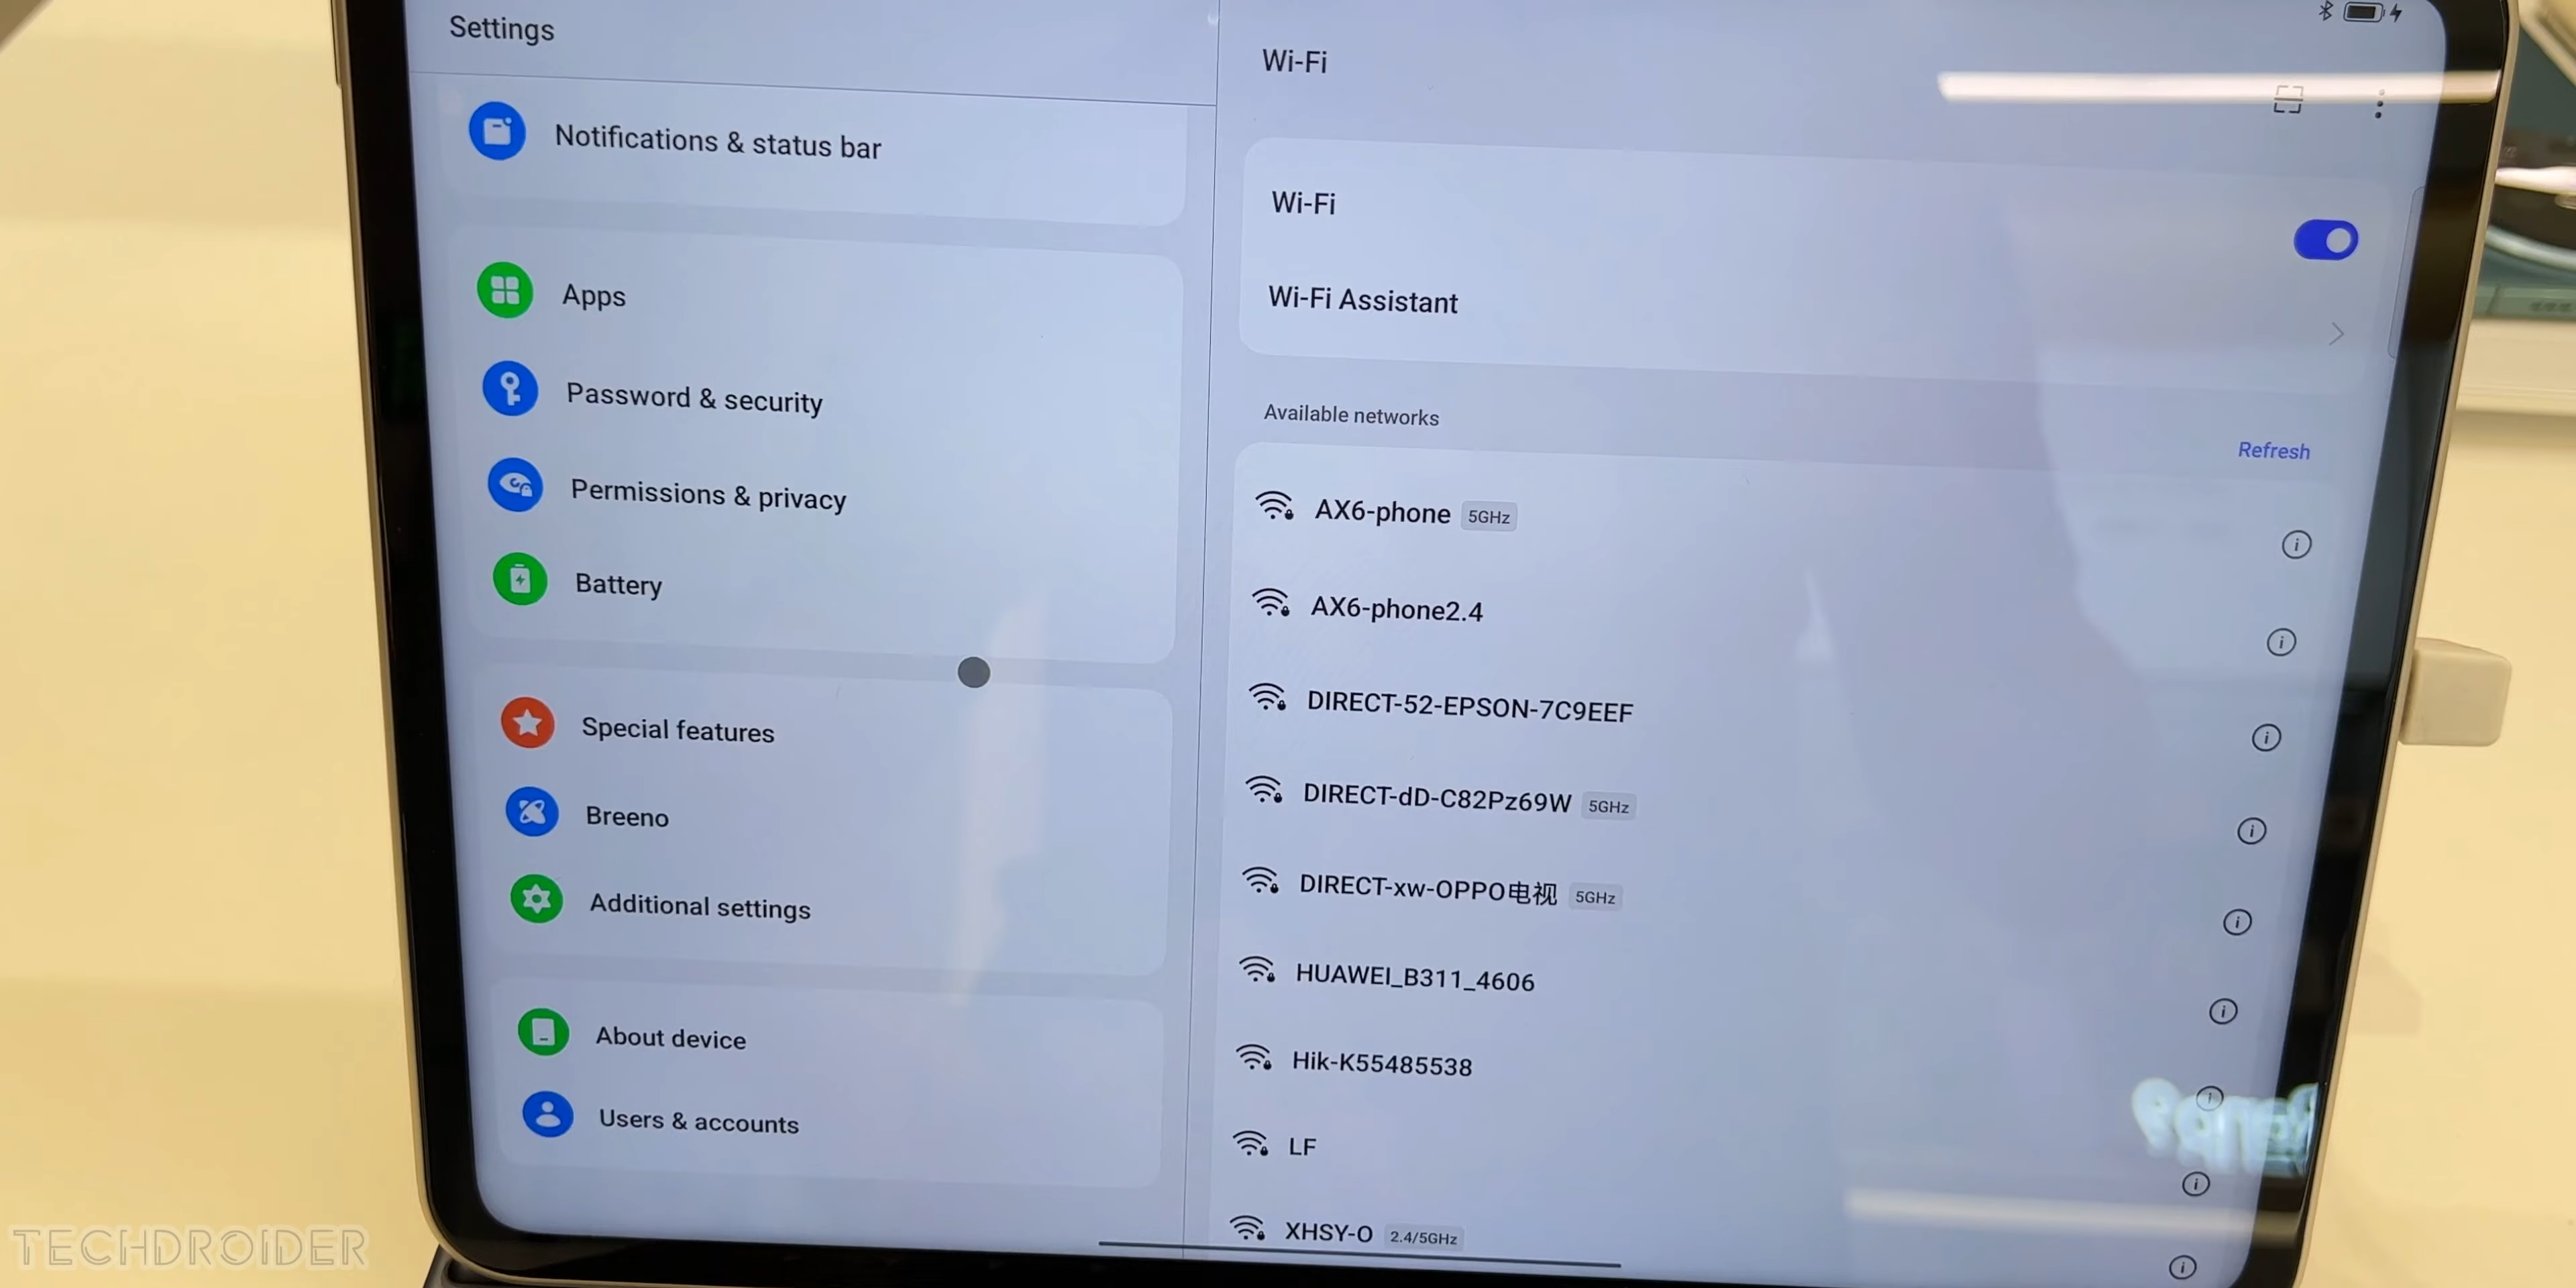 Settings
Notifications & status bar
Apps
Password & security
Permissions & privacy
Battery
Special features
Breeno
Additional settings
About device
Users & accounts
Wi-Fi
Wi-Fi
Wi-Fi Assistant
Available networks
Refresh
AX6-phone 5GHz
AX6-phone2.4
DIRECT-52-EPSON-7C9EEF
DIRECT-dD-C82Pz69W 5GHz
DIRECT-xw-OPPO电视 5GHz
HUAWEI_B311_4606
Hik-K55485538
LF
XHSY-O 2.4/5GHz
TECHDROIDER